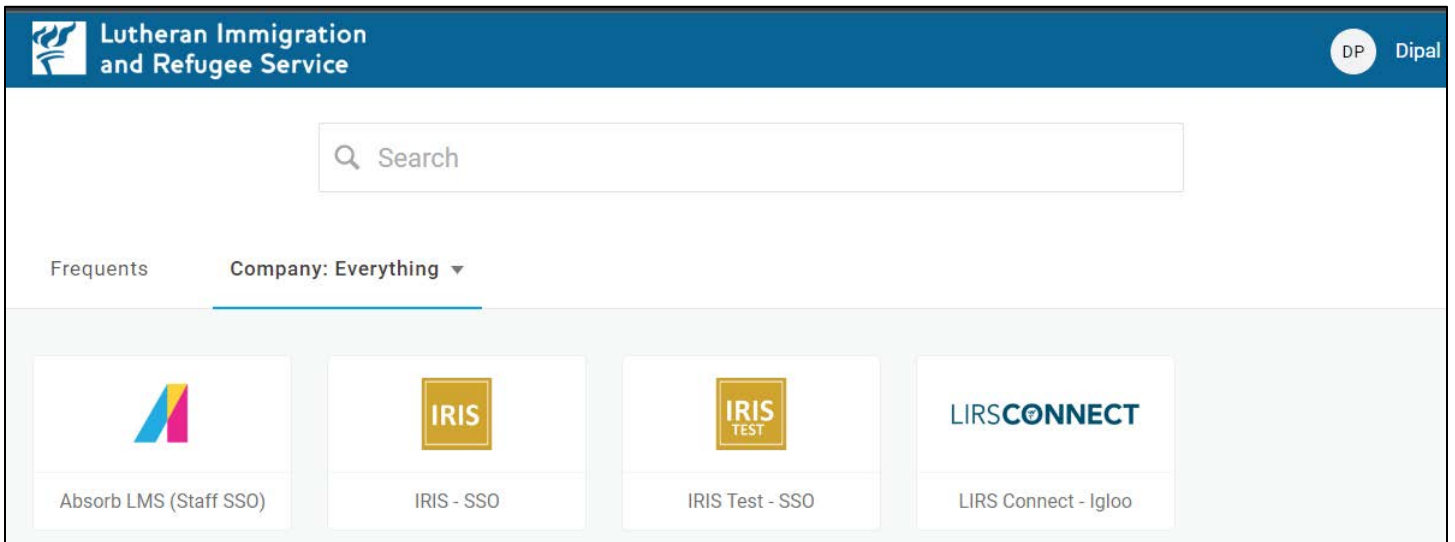 Lutheran Immigration
and Refugee Service
DP Dipal
Search
Frequents Company: Everything
IRIS
IRIS
TEST
LIRSCONNECT
Absorb LMS (Staff SSO)
IRIS - SSO
IRIS Test - SSO
LIRS Connect - Igloo